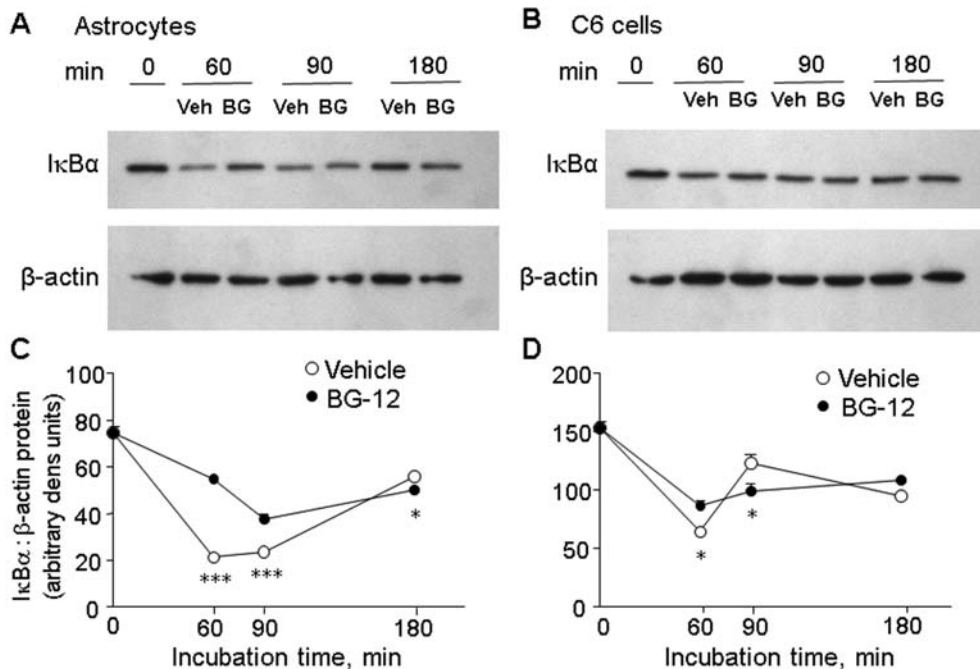 A Astrocytes
min 0 60 90 180
Veh BG Veh BG Veh BG
IκBα
β-actin
B C6 cells
min 0 60 90 180
Veh BG Veh BG Veh BG
IκBα
β-actin
C
○ Vehicle
● BG-12
IκBα : β-actin protein
(arbitrary dens units)
100
80
60
40
20
0
*** *** *
0 60 90 180
Incubation time, min
D
○ Vehicle
● BG-12
200
150
100
50
0
* *
0 60 90 180
Incubation time, min